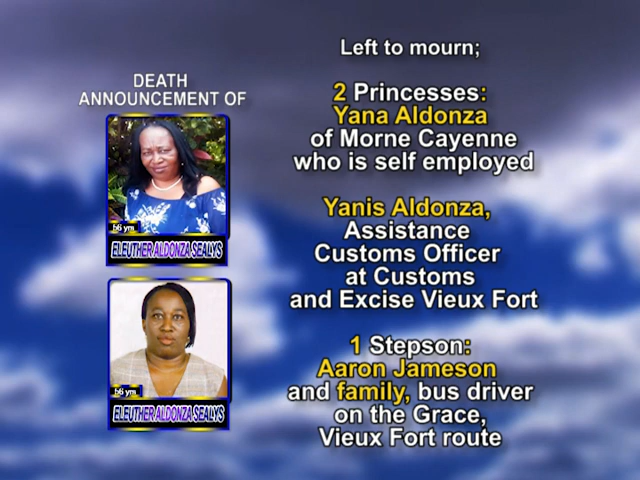 DEATH
ANNOUNCEMENT OF
66 yrs
ELEUTHER ALDONZA SEALYS
66 yrs
ELEUTHER ALDONZA SEALYS
Left to mourn;
2 Princesses:
Yana Aldonza
of Morne Cayenne
who is self employed
Yanis Aldonza,
Assistance
Customs Officer
at Customs
and Excise Vieux Fort
1 Stepson:
Aaron Jameson
and family, bus driver
on the Grace,
Vieux Fort route